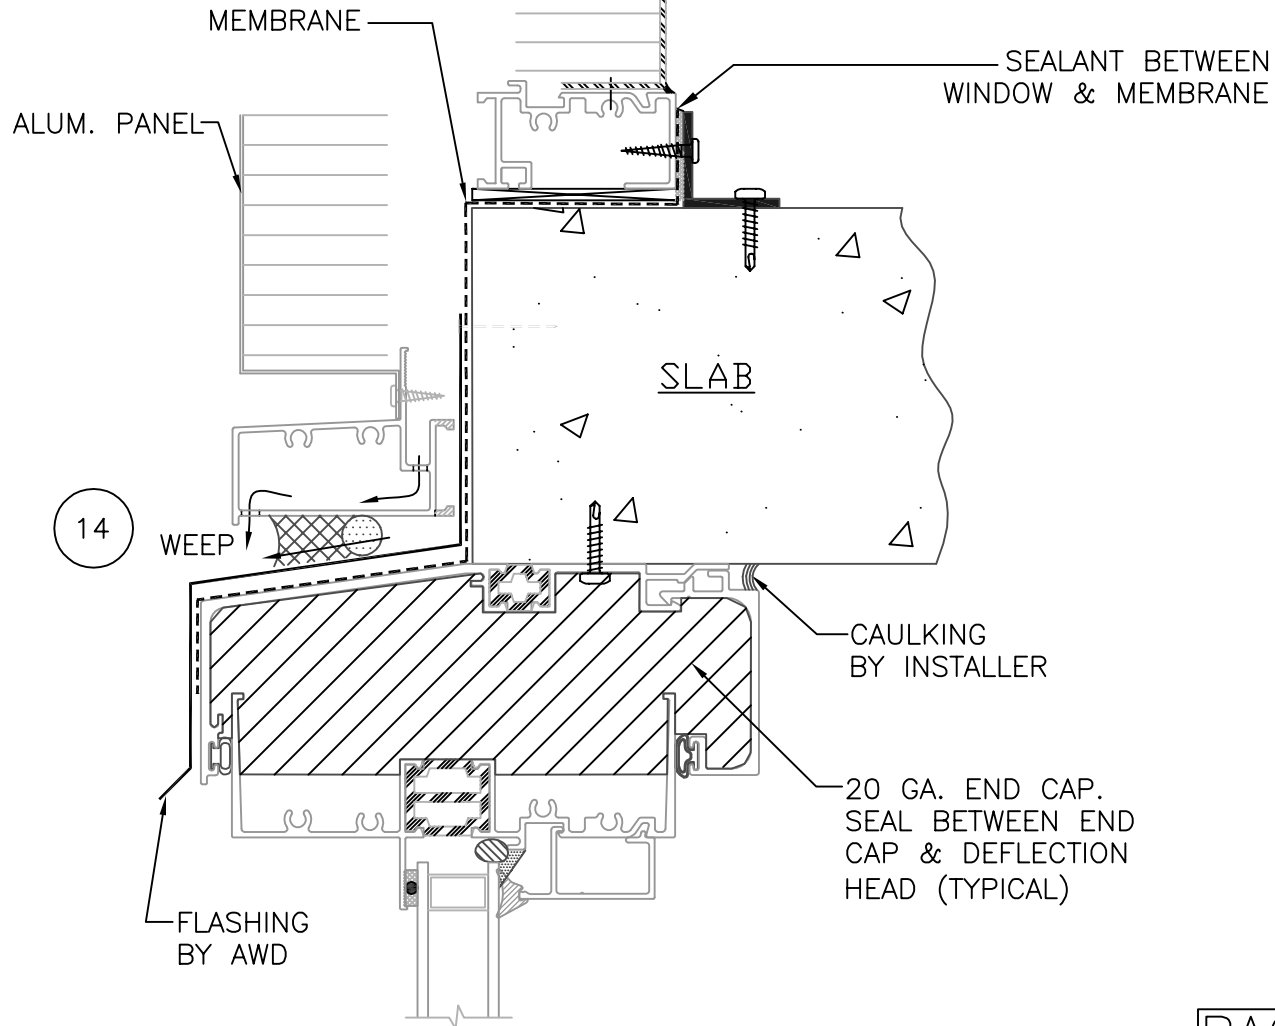 MEMBRANE
SEALANT BETWEEN
WINDOW & MEMBRANE
ALUM. PANEL
SLAB
14
WEEP
CAULKING
BY INSTALLER
20 GA. END CAP.
SEAL BETWEEN END
CAP & DEFLECTION
HEAD (TYPICAL)
FLASHING
BY AWD